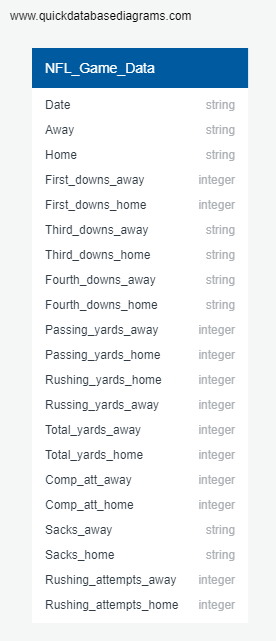 www.quickdatabasediagrams.com
NFL_Game_Data
Date string
Away string
Home string
First_downs_away integer
First_downs_home integer
Third_downs_away string
Third_downs_home string
Fourth_downs_away string
Fourth_downs_home string
Passing_yards_away integer
Passing_yards_home integer
Rushing_yards_home integer
Russing_yards_away integer
Total_yards_away integer
Total_yards_home integer
Comp_att_away integer
Comp_att_home integer
Sacks_away string
Sacks_home string
Rushing_attempts_away integer
Rushing_attempts_home integer